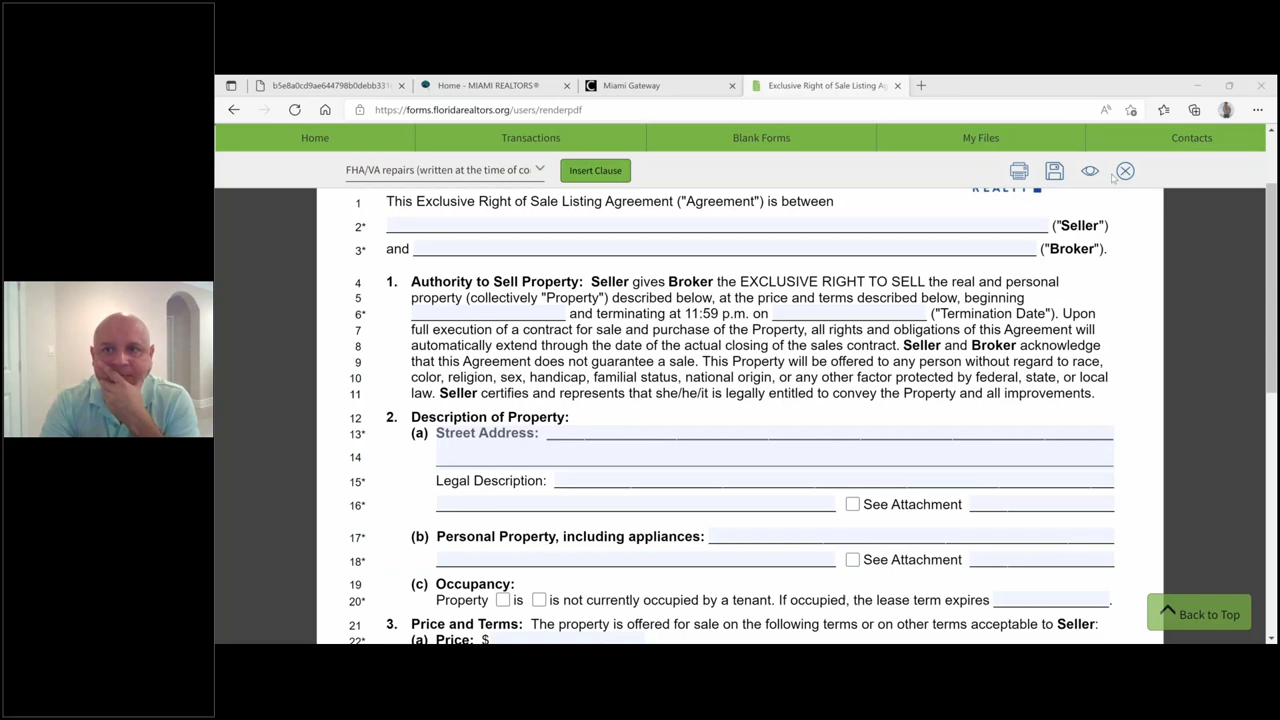 b5e8a0cd9ae644798b0debb331
Home - MIAMI REALTORS®
Miami Gateway
Exclusive Right of Sale Listing Ag
https://forms.floridarealtors.org/users/renderpdf
Home
Transactions
Blank Forms
My Files
Contacts
FHA/VA repairs (written at the time of co
Insert Clause
REALTY
1 This Exclusive Right of Sale Listing Agreement ("Agreement") is between
2* ("Seller")
3* and ("Broker").
4 1. Authority to Sell Property: Seller gives Broker the EXCLUSIVE RIGHT TO SELL the real and personal
5 property (collectively "Property") described below, at the price and terms described below, beginning
6* and terminating at 11:59 p.m. on ("Termination Date"). Upon
7 full execution of a contract for sale and purchase of the Property, all rights and obligations of this Agreement will
8 automatically extend through the date of the actual closing of the sales contract. Seller and Broker acknowledge
9 that this Agreement does not guarantee a sale. This Property will be offered to any person without regard to race,
10 color, religion, sex, handicap, familial status, national origin, or any other factor protected by federal, state, or local
11 law. Seller certifies and represents that she/he/it is legally entitled to convey the Property and all improvements.
12 2. Description of Property:
13* (a) Street Address:
14
15* Legal Description:
16* See Attachment
17* (b) Personal Property, including appliances:
18* See Attachment
19 (c) Occupancy:
20* Property is is not currently occupied by a tenant. If occupied, the lease term expires .
21 3. Price and Terms: The property is offered for sale on the following terms or on other terms acceptable to Seller:
22* (a) Price: $
Back to Top